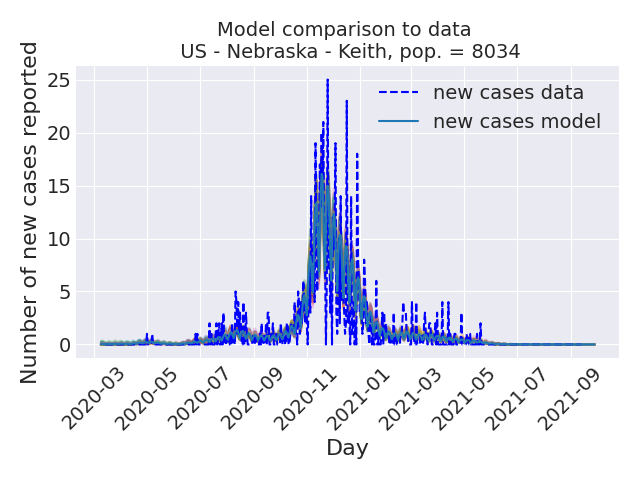 Model comparison to data
US - Nebraska - Keith, pop. = 8034
new cases data
new cases model
Number of new cases reported
25
20
15
10
5
0
2020-03
2020-05
2020-07
2020-09
2020-11
2021-01
2021-03
2021-05
2021-07
2021-09
Day